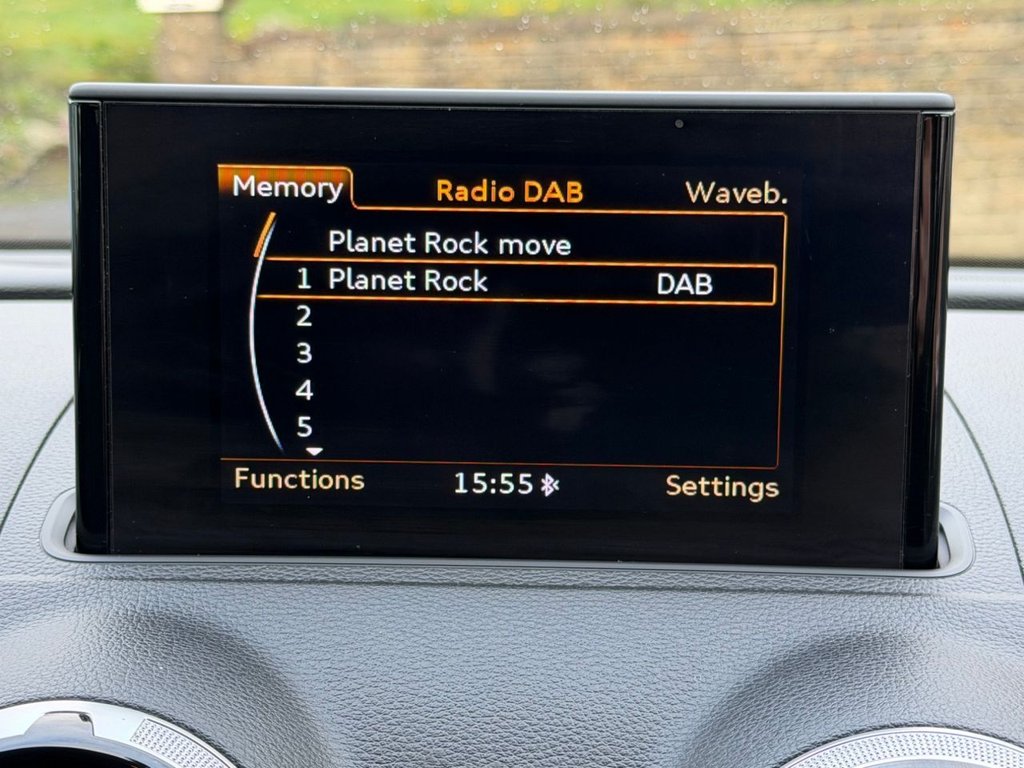 Memory Radio DAB Waveb.
Planet Rock move
1 Planet Rock DAB
2
3
4
5
Functions 15:55 Settings